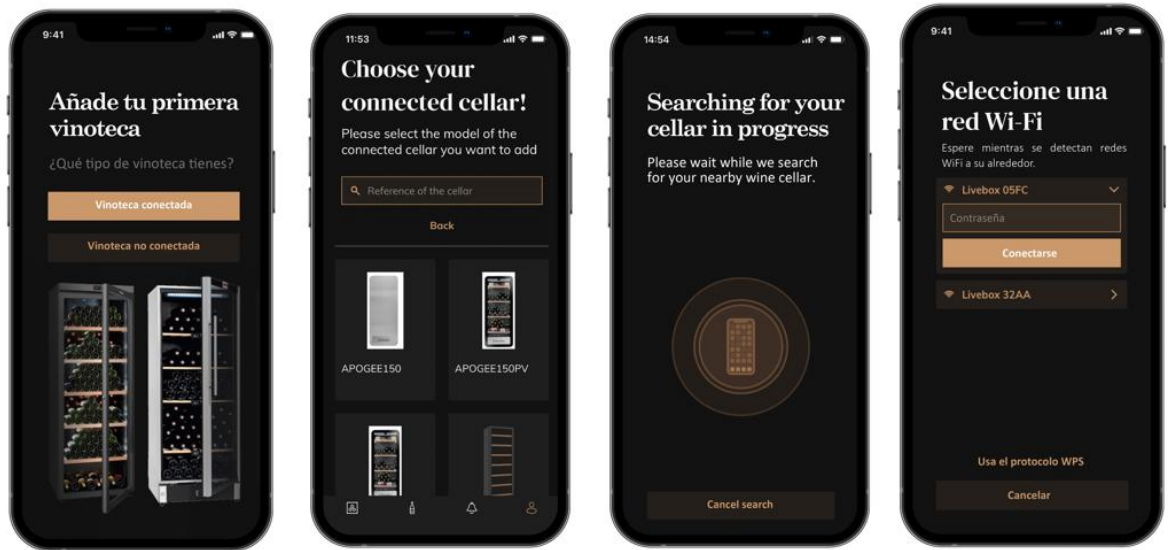 9:41
Añade tu primera
vinoteca
¿Qué tipo de vinoteca tienes?
Vinoteca conectada
Vinoteca no conectada
11:53
Choose your
connected cellar!
Please select the model of the
connected cellar you want to add
Reference of the cellar
Back
APOGEE150
APOGEE150PV
14:54
Searching for your
cellar in progress
Please wait while we search
for your nearby wine cellar.
Cancel search
9:41
Seleccione una
red Wi-Fi
Espere mientras se detectan redes
WiFi a su alrededor.
Livebox 05FC
Contraseña
Conectarse
Livebox 32AA
Usa el protocolo WPS
Cancelar